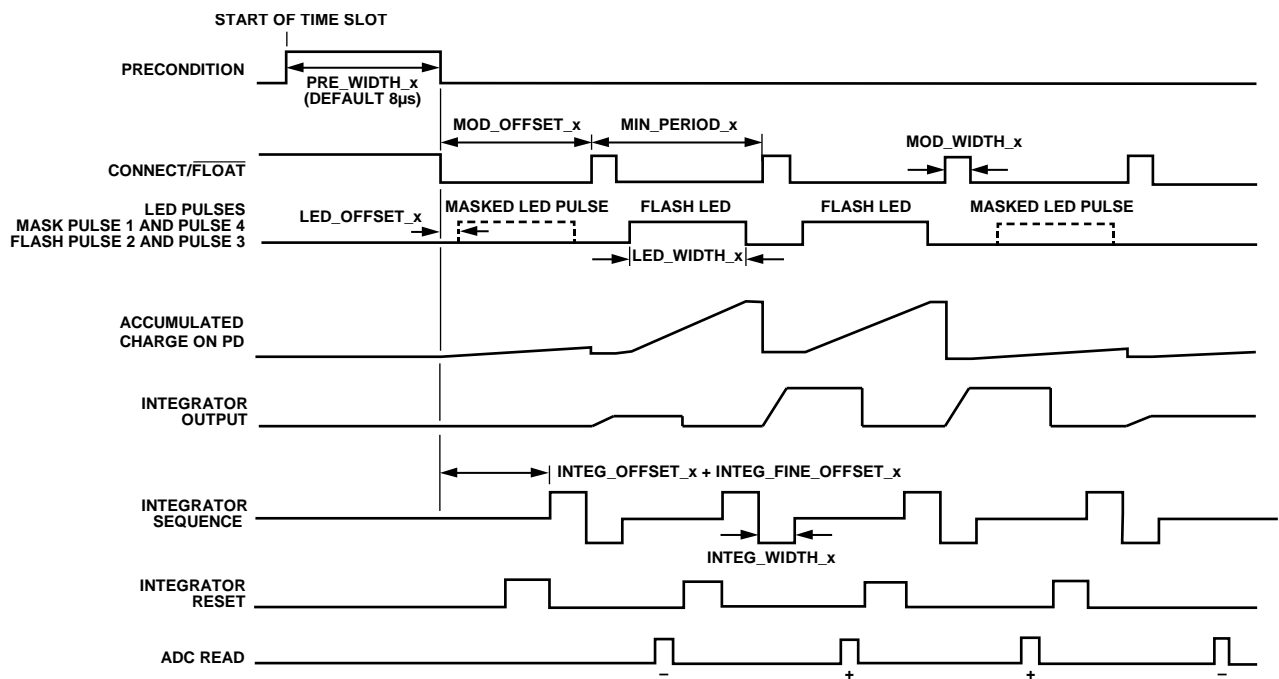 START OF TIME SLOT
PRECONDITION
PRE_WIDTH_x
(DEFAULT 8µs)
MOD_OFFSET_x
MIN_PERIOD_x
MOD_WIDTH_x
CONNECT/FLOAT
LED PULSES
MASK PULSE 1 AND PULSE 4
FLASH PULSE 2 AND PULSE 3
LED_OFFSET_x
MASKED LED PULSE
FLASH LED
FLASH LED
MASKED LED PULSE
LED_WIDTH_x
ACCUMULATED
CHARGE ON PD
INTEGRATOR
OUTPUT
INTEG_OFFSET_x + INTEG_FINE_OFFSET_x
INTEGRATOR
SEQUENCE
INTEG_WIDTH_x
INTEGRATOR
RESET
ADC READ
– + + –